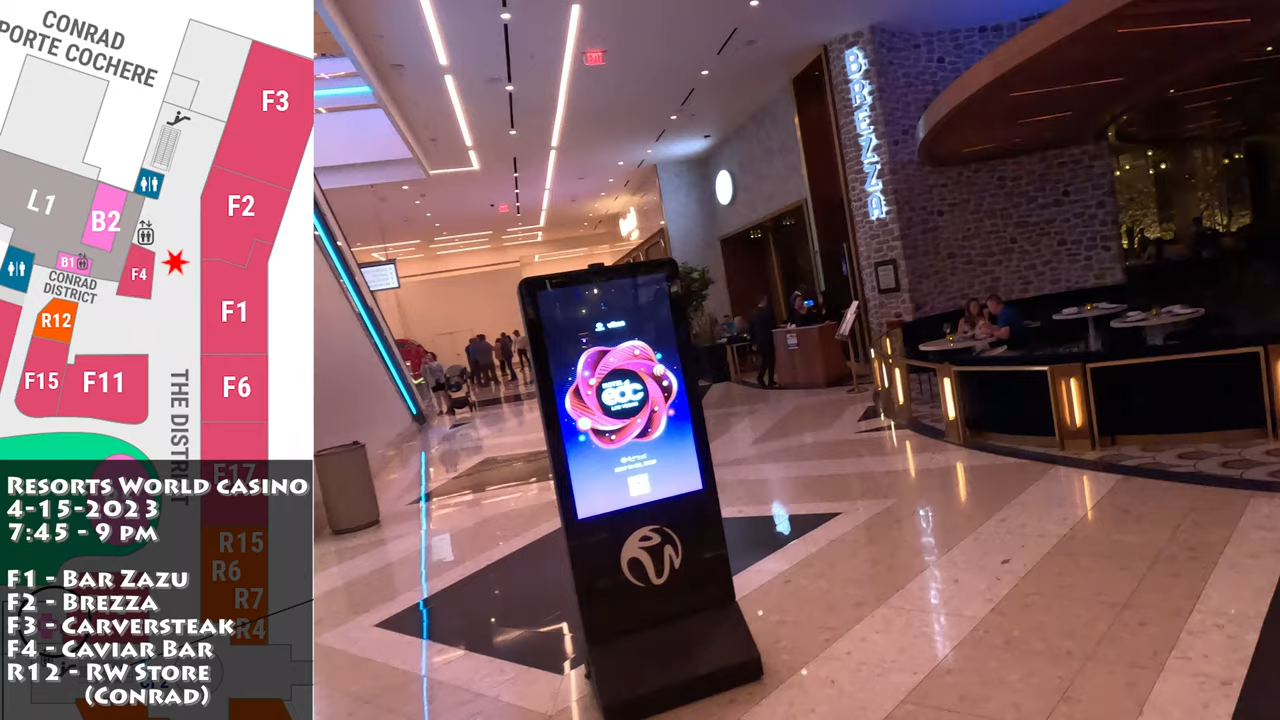 CONRAD
PORTE COCHERE
F3
L1
B2
F2
B1
F4
CONRAD
DISTRICT
R12
F1
F15
F11
F6
THE DISTRICT
F17
R15
R6
R7
R4
Resorts World casino
4-15-2023
7:45 - 9 pm
F1 - Bar Zazu
F2 - Brezza
F3 - Carversteak
F4 - Caviar Bar
R12 - RW Store
(Conrad)
EXIT
BREZZA
edc
LAS VEGAS